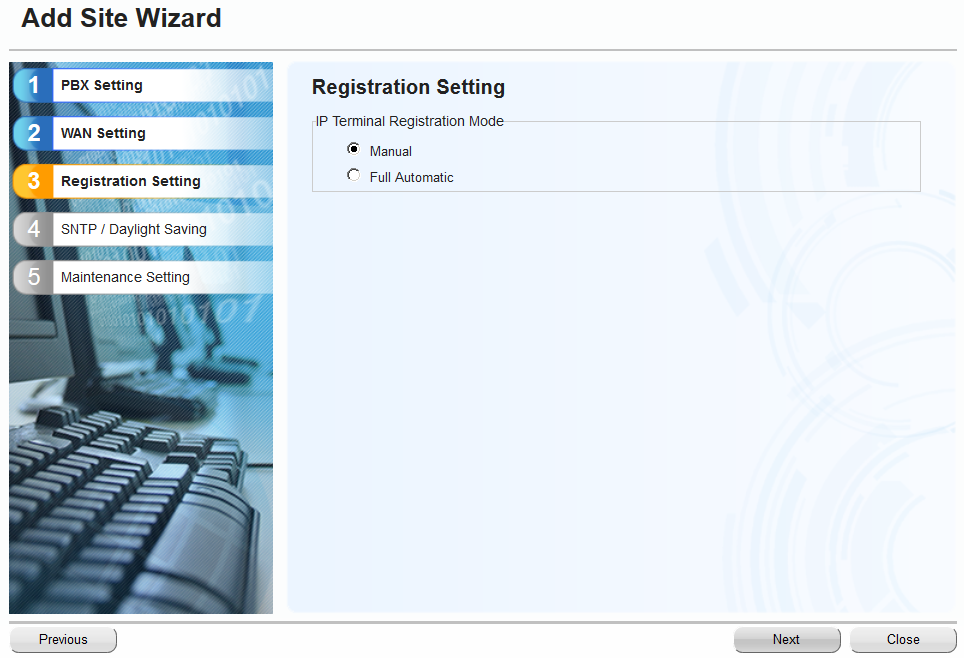 Add Site Wizard
1 PBX Setting
2 WAN Setting
3 Registration Setting
4 SNTP / Daylight Saving
5 Maintenance Setting
Registration Setting
IP Terminal Registration Mode
Manual
Full Automatic
Previous
Next
Close